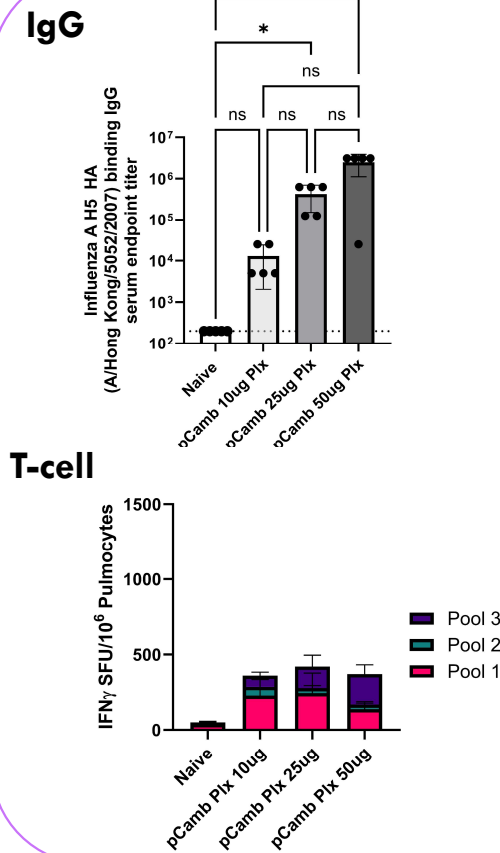 IgG
*
ns
ns
ns
ns
Influenza A H5 HA
(A/Hong Kong/5052/2007) binding IgG
serum endpoint titer
10⁷
10⁶
10⁵
10⁴
10³
10²
Naive
pCamb 10ug Plx
pCamb 25ug Plx
pCamb 50ug Plx
T-cell
IFNγ SFU/10⁶ Pulmocytes
1500
1000
500
0
Naive
pCamb Plx 10ug
pCamb Plx 25ug
pCamb Plx 50ug
Pool 3
Pool 2
Pool 1